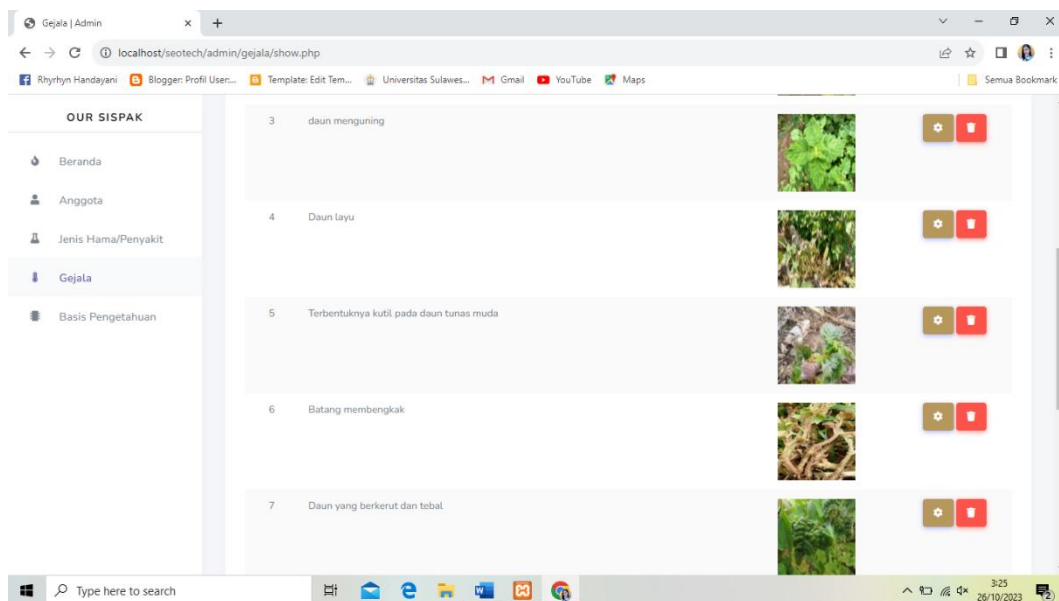 Gejala | Admin
localhost/seotech/admin/gejala/show.php
Rhyrhyn Handayani Blogger: Profil User:... Template: Edit Tem... Universitas Sulawes... Gmail YouTube Maps Semua Bookmark
OUR SISPAK
Beranda
Anggota
Jenis Hama/Penyakit
Gejala
Basis Pengetahuan
3 daun menguning
4 Daun layu
5 Terbentuknya kutil pada daun tunas muda
6 Batang membengkak
7 Daun yang berkerut dan tebal
Type here to search
3:25
26/10/2023